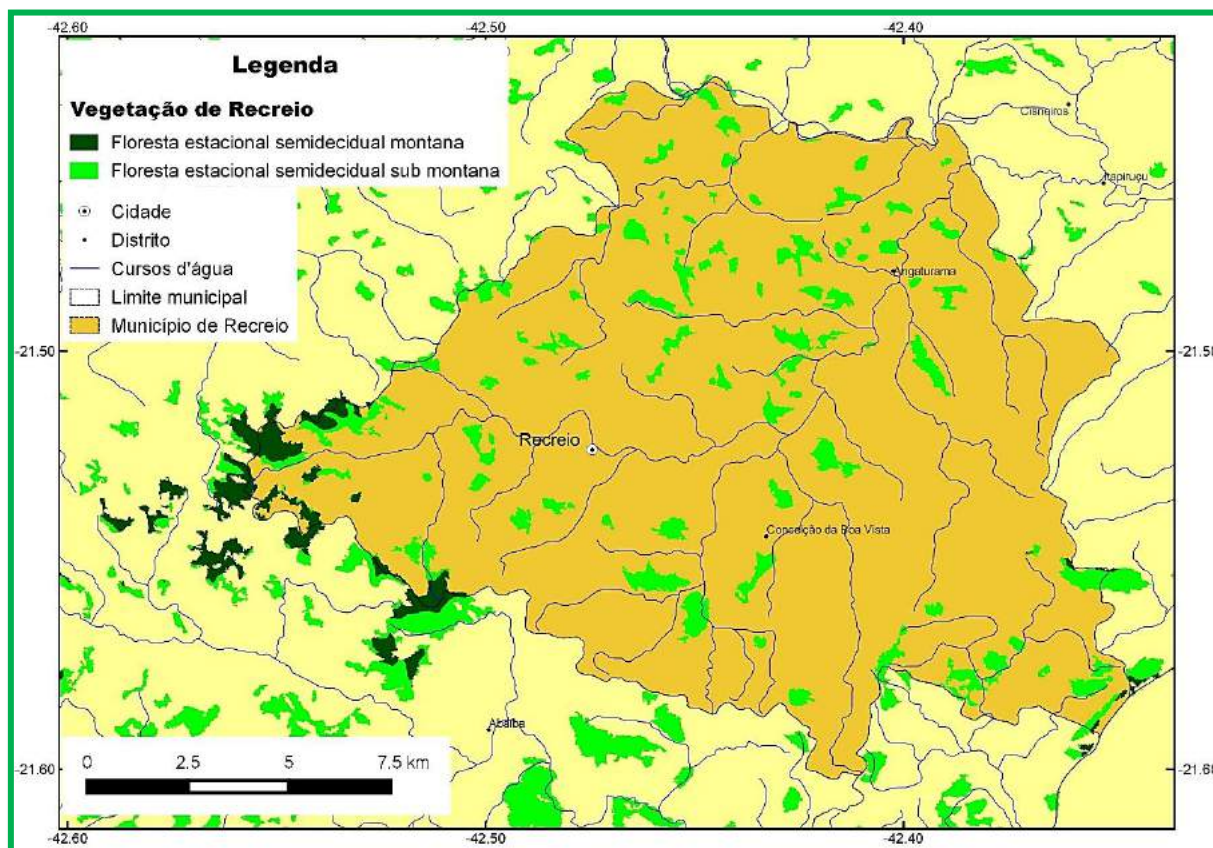 -42.60 -42.50 -42.40
Legenda
Vegetação de Recreio
Floresta estacional semidecidual montana
Floresta estacional semidecidual sub montana
Cidade
Distrito
Cursos d'água
Limite municipal
Município de Recreio
Cisneiros
Itapiruçu
Angaturama
-21.50 -21.50
Recreio
Conceição da Boa Vista
Abaíba
0 2.5 5 7.5 km
-21.60 -21.60
-42.60 -42.50 -42.40